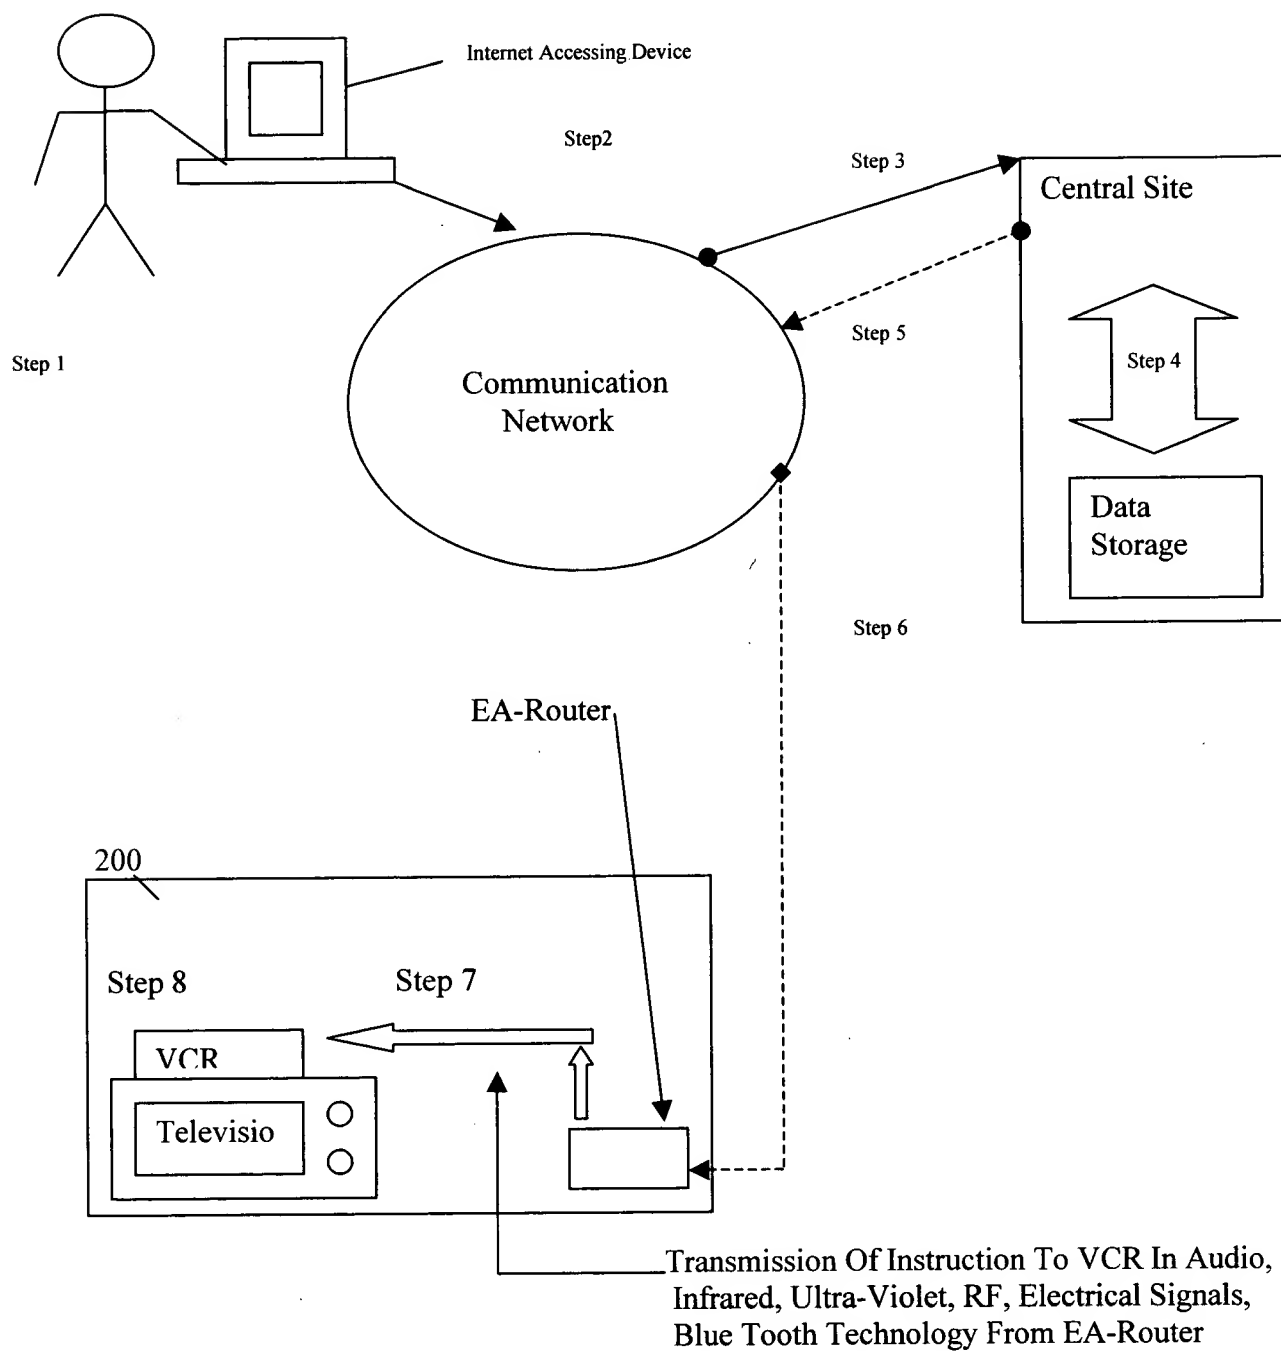 Internet Accessing Device
Step2
Step 3
Central Site
Step 1
Step 5
Step 4
Communication
Network
Data
Storage
Step 6
EA-Router
200
Step 8
Step 7
VCR
Televisio
Transmission Of Instruction To VCR In Audio,
Infrared, Ultra-Violet, RF, Electrical Signals,
Blue Tooth Technology From EA-Router